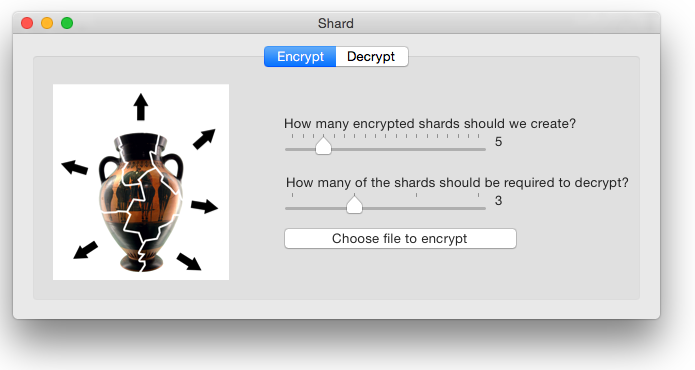 Shard
Encrypt Decrypt
How many encrypted shards should we create?
5
How many of the shards should be required to decrypt?
3
Choose file to encrypt